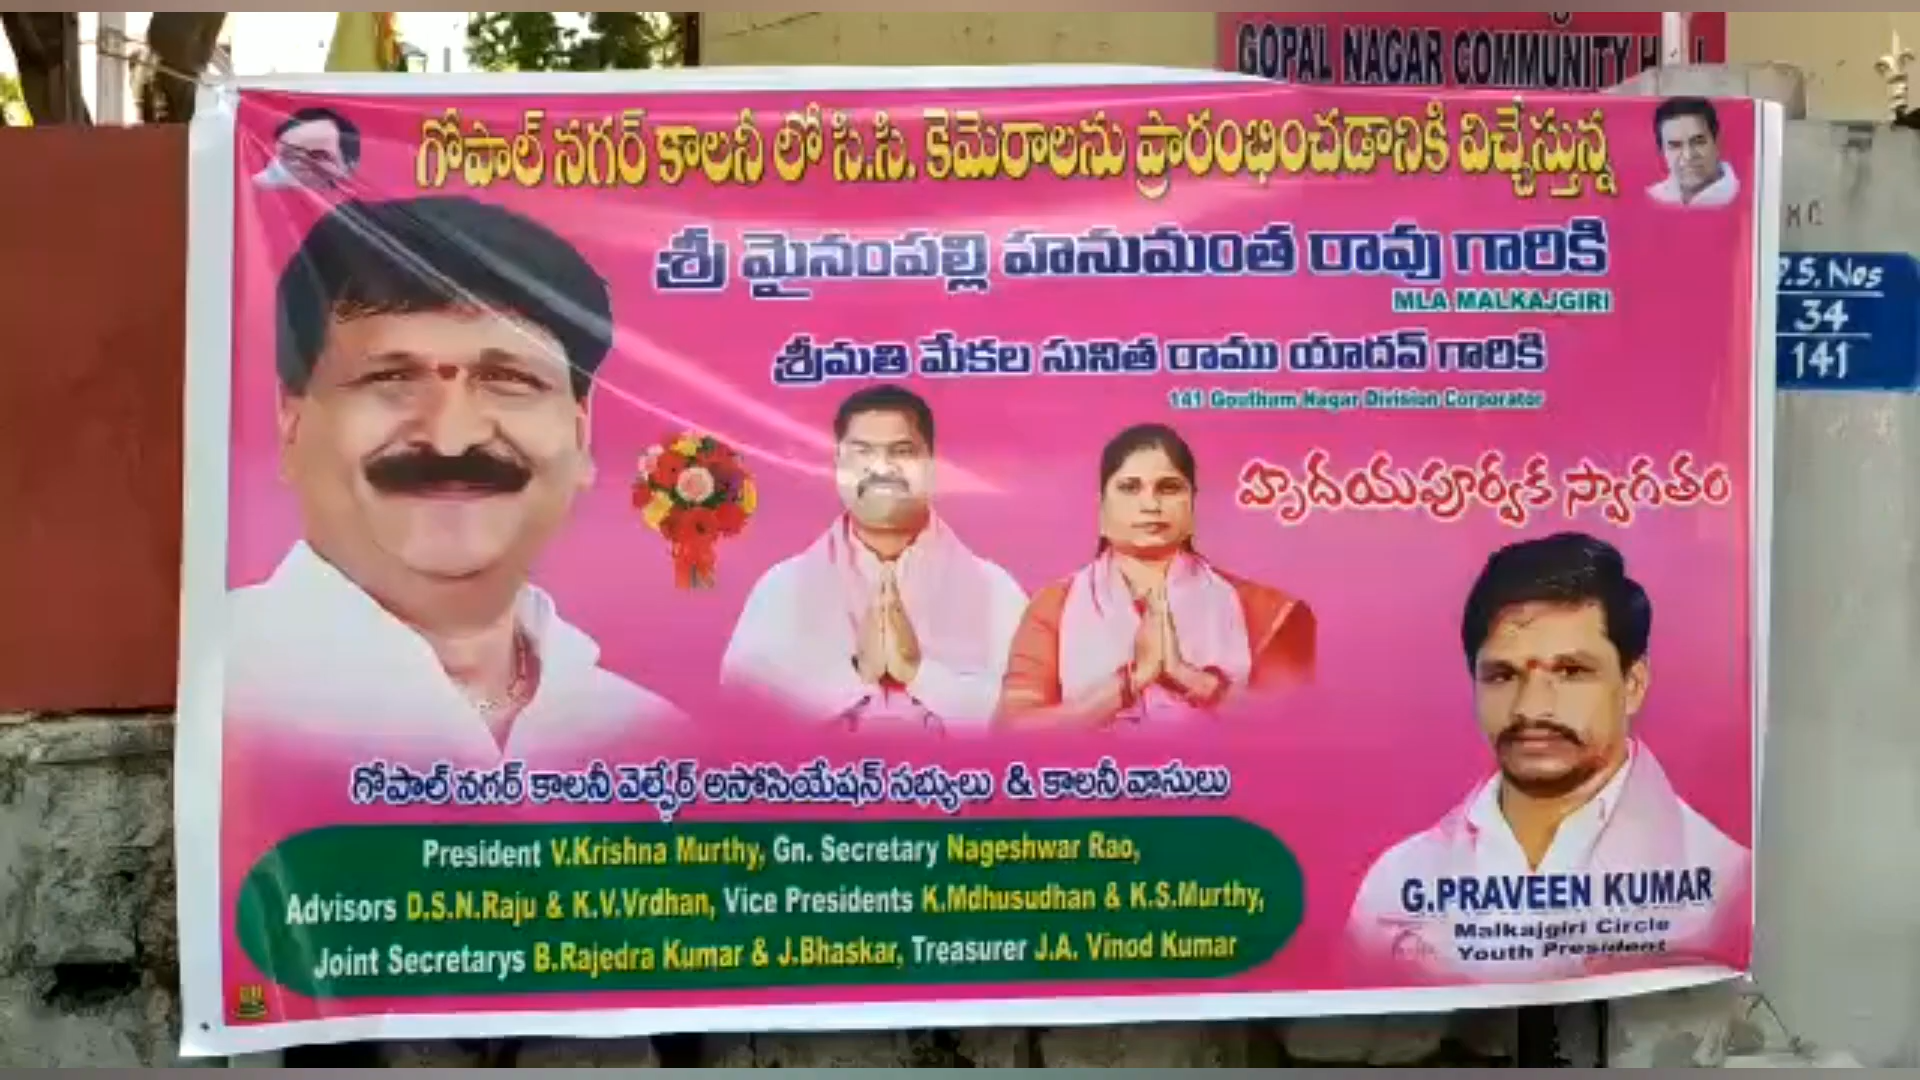 GOPAL NAGAR COMMUNITY
గోపాల్ నగర్ కాలనీ లో సి.సి. కెమెరాలను ప్రారంభించడానికి విచ్చేస్తున్న
శ్రీ మైనంపల్లి హనుమంత రావు గారికి
MLA MALKAJGIRI
శ్రీమతి మేకల సునిత రాము యాదవ్ గారికి
141 Goutham Nagar Division Corporator
హృదయపూర్వక స్వాగతం
గోపాల్ నగర్ కాలనీ వెల్ఫేర్ అసోసియేషన్ సభ్యులు & కాలనీ వాసులు
President V.Krishna Murthy, Gn. Secretary Nageshwar Rao,
Advisors D.S.N.Raju & K.V.Vrdhan, Vice Presidents K.Mdhusudhan & K.S.Murthy,
Joint Secretarys B.Rajedra Kumar & J.Bhaskar, Treasurer J.A. Vinod Kumar
G.PRAVEEN KUMAR
Malkajgiri Circle
Youth President
P.S. Nos
34
141